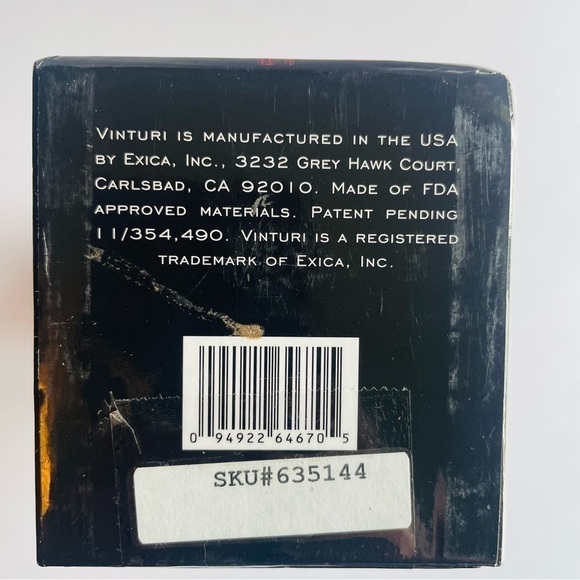 VINTURI IS MANUFACTURED IN THE USA
BY EXICA, INC., 3232 GREY HAWK COURT,
CARLSBAD, CA 92010. MADE OF FDA
APPROVED MATERIALS. PATENT PENDING
11/354,490. VINTURI IS A REGISTERED
TRADEMARK OF EXICA, INC.
0 94922 64670 5
SKU#635144